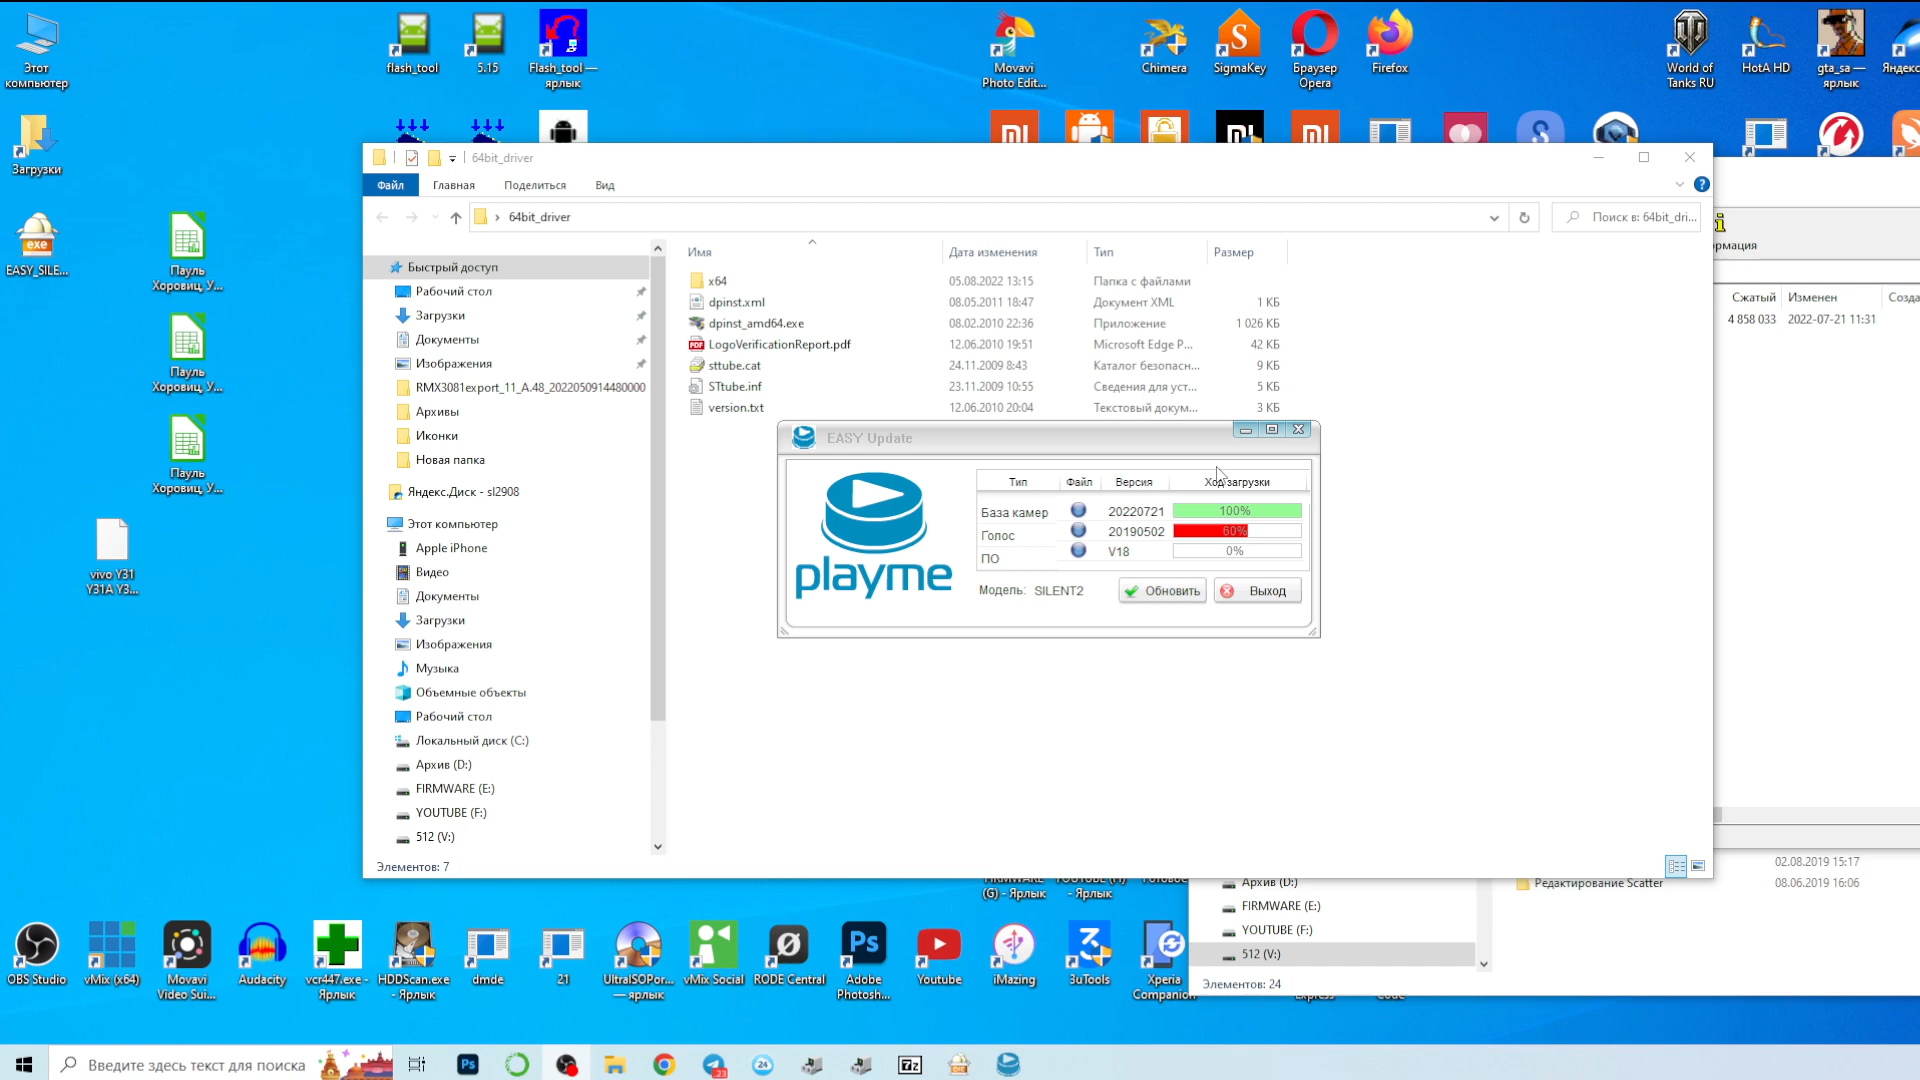 Этот
компьютер
flash_tool
5.15
Flash_tool —
ярлык
Movavi
Photo Edit...
Chimera
SigmaKey
Браузер
Opera
Firefox
World of
Tanks RU
HotA HD
gta_sa —
ярлык
Яндекс
Загрузки
EASY_SILE...
Пауль
Хоровиц, У...
Пауль
Хоровиц, У...
Пауль
Хоровиц, У...
vivo Y31
Y31A Y3...
64bit_driver
Файл
Главная
Поделиться
Вид
64bit_driver
Поиск в: 64bit_dri...
Быстрый доступ
Рабочий стол
Загрузки
Документы
Изображения
RMX3081export_11_A.48_2022050914480000
Архивы
Иконки
Новая папка
Яндекс.Диск - sl2908
Этот компьютер
Apple iPhone
Видео
Документы
Загрузки
Изображения
Музыка
Объемные объекты
Рабочий стол
Локальный диск (C:)
Архив (D:)
FIRMWARE (E:)
YOUTUBE (F:)
512 (V:)
Элементов: 7
Имя Дата изменения Тип Размер
x64 05.08.2022 13:15 Папка с файлами
dpinst.xml 08.05.2011 18:47 Документ XML 1 КБ
dpinst_amd64.exe 08.02.2010 22:36 Приложение 1 026 КБ
LogoVerificationReport.pdf 12.06.2010 19:51 Microsoft Edge P... 42 КБ
sttube.cat 24.11.2009 8:43 Каталог безопасн... 9 КБ
STtube.inf 23.11.2009 10:55 Сведения для уст... 5 КБ
version.txt 12.06.2010 20:04 Текстовый докум... 3 КБ
EASY Update
playme
Тип Файл Версия Ход загрузки
База камер 20220721 100%
Голос 20190502 60%
ПО V18 0%
Модель: SILENT2
Обновить
Выход
рмация
Сжатый Изменен Созда
4 858 033 2022-07-21 11:31
02.08.2019 15:17
Редактирование Scatter 08.06.2019 16:06
Архив (D:)
FIRMWARE (E:)
YOUTUBE (F:)
512 (V:)
Элементов: 24
(G) - Ярлык
- Ярлык
OBS Studio
vMix (x64)
Movavi
Video Sui...
Audacity
vcr447.exe -
Ярлык
HDDScan.exe
- Ярлык
dmde
21
UltraISOPor...
— ярлык
vMix Social
RODE Central
Adobe
Photosh...
Youtube
iMazing
3uTools
Xperia
Companion
Введите здесь текст для поиска